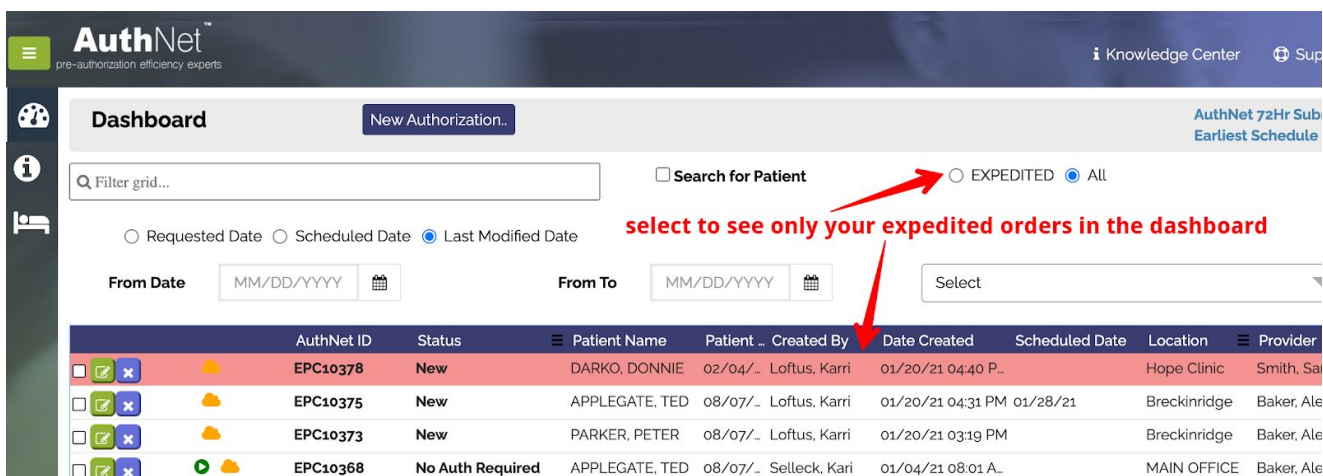 AuthNet™
pre-authorization efficiency experts
Knowledge Center Sup
Dashboard New Authorization.. AuthNet 72Hr Sub
Earliest Schedule
Filter grid... Search for Patient EXPEDITED All
select to see only your expedited orders in the dashboard
Requested Date Scheduled Date Last Modified Date
From Date MM/DD/YYYY From To MM/DD/YYYY Select
AuthNet ID Status Patient Name Patient … Created By Date Created Scheduled Date Location Provider
EPC10378 New DARKO, DONNIE 02/04/… Loftus, Karri 01/20/21 04:40 P… Hope Clinic Smith, Sa
EPC10375 New APPLEGATE, TED 08/07/… Loftus, Karri 01/20/21 04:31 PM 01/28/21 Breckinridge Baker, Ale
EPC10373 New PARKER, PETER 08/07/… Loftus, Karri 01/20/21 03:19 PM Breckinridge Baker, Ale
EPC10368 No Auth Required APPLEGATE, TED 08/07/… Selleck, Kari 01/04/21 08:01 A… MAIN OFFICE Baker, Ale